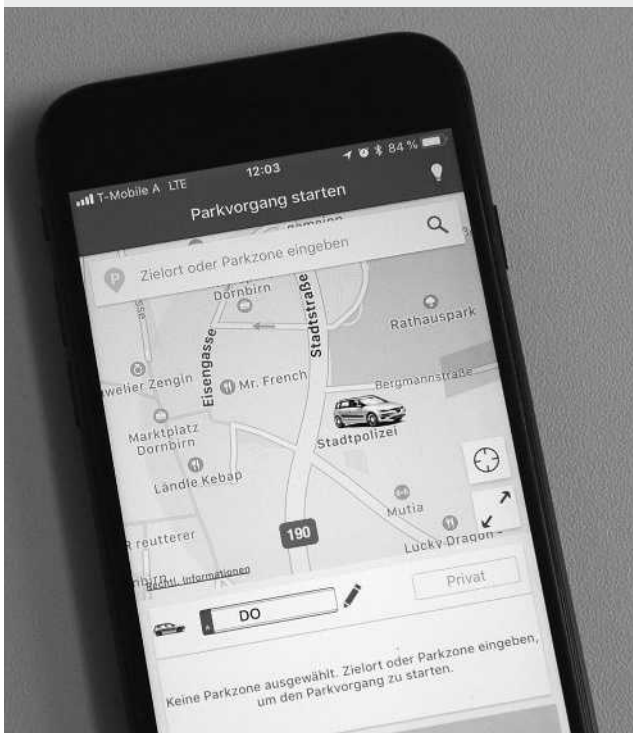 T-Mobile A LTE
12:03
84 %
Parkvorgang starten
P
Zielort oder Parkzone eingeben
Dornbirn
Stadtstraße
Eisengasse
Rathauspark
Zengin
Mr. French
Bergmannstraße
Marktplatz
Dornbirn
Stadtpolizei
Ländle Kebap
Mutia
190
reutterer
Lucky Dragon
Rechtl. Informationen
A
DO
Privat
Keine Parkzone ausgewählt. Zielort oder Parkzone eingeben,
um den Parkvorgang zu starten.